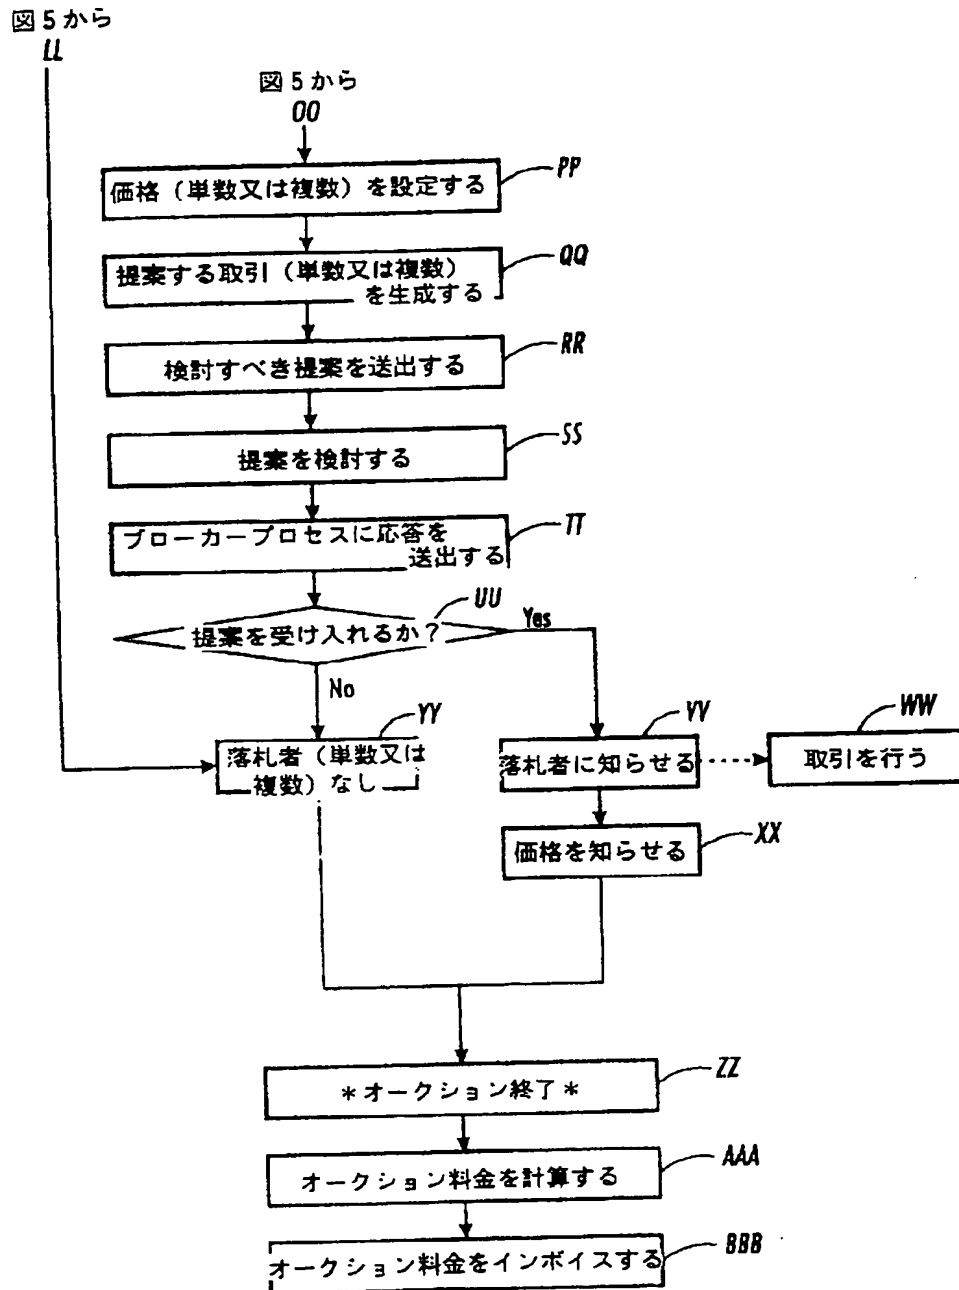 図5から
LL
図5から
OO
価格（単数又は複数）を設定する
PP
提案する取引（単数又は複数）
を生成する
QQ
検討すべき提案を送出する
RR
提案を検討する
SS
ブローカープロセスに応答を
送出する
TT
提案を受け入れるか？
UU
Yes
No
落札者（単数又は
複数）なし
YY
落札者に知らせる
VV
取引を行う
WW
価格を知らせる
XX
＊オークション終了＊
ZZ
オークション料金を計算する
AAA
オークション料金をインボイスする
BBB